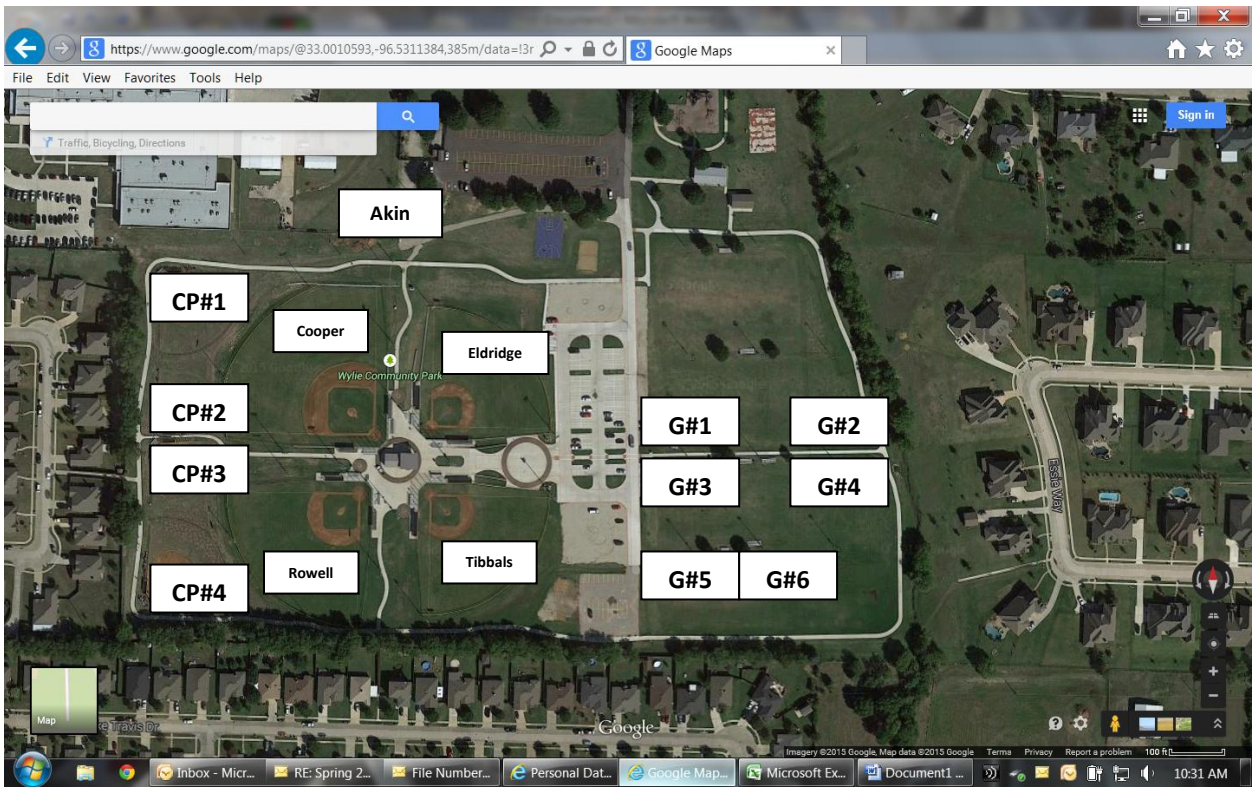 https://www.google.com/maps/@33.0010593,-96.5311384,385m/data=!3r
Google Maps
File Edit View Favorites Tools Help
Sign in
Traffic, Bicycling, Directions
Akin
CP#1
Cooper
Eldridge
Wylie Community Park
CP#2
G#1
G#2
CP#3
G#3
G#4
Essie Way
Tibbals
Rowell
CP#4
G#5
G#6
Map
ke Travis Dr
Google
Imagery ©2015 Google, Map data ©2015 Google Terms Privacy Report a problem 100 ft
Inbox - Micr...
RE: Spring 2...
File Number...
Personal Dat...
Google Map...
Microsoft Ex...
Document1 ...
10:31 AM